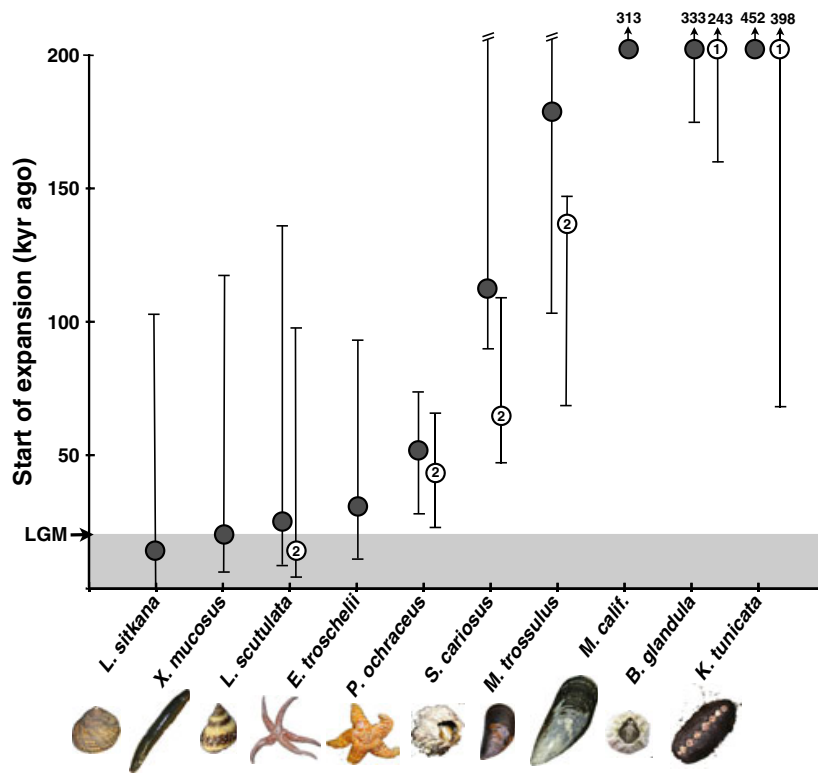 313
333 243
452 398
200
150
100
50
Start of expansion (kyr ago)
LGM
1
1
2
2
2
2
L. sitkana
X. mucosus
L. scutulata
E. troschelii
P. ochraceus
S. cariosus
M. trossulus
M. calif.
B. glandula
K. tunicata